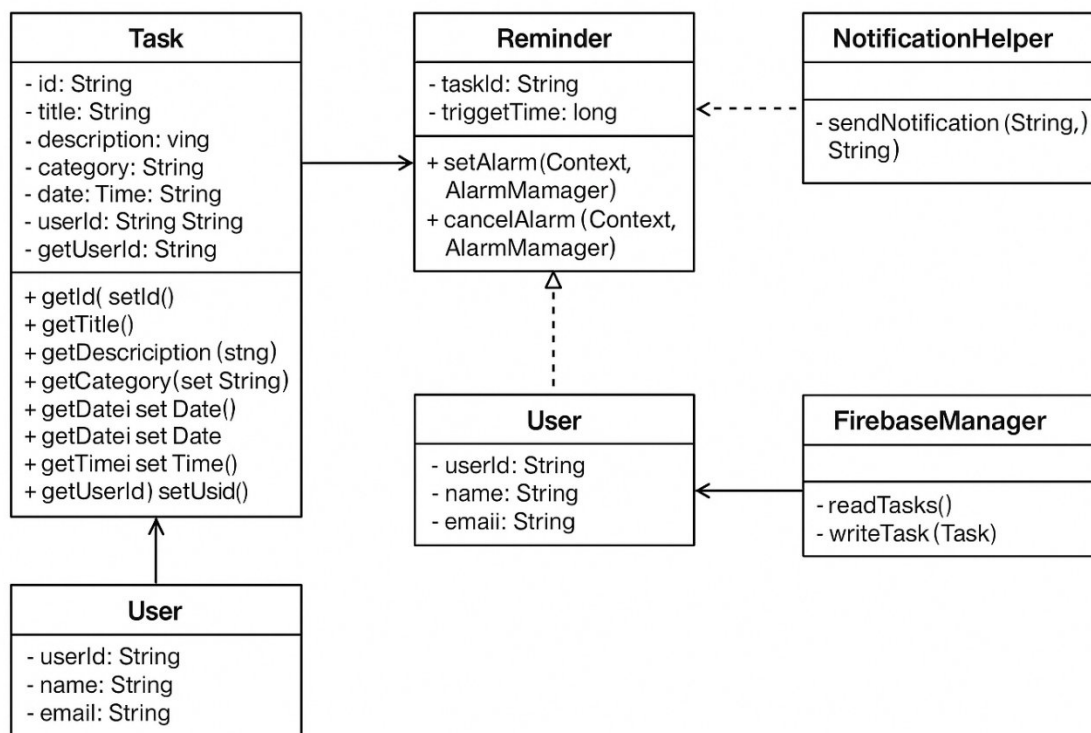 Task
- id: String
- title: String
- description: ving
- category: String
- date: Time: String
- userId: String String
- getUserId: String
+ getId( setId()
+ getTitle()
+ getDescriciption (stng)
+ getCategory(set String)
+ getDatei set Date()
+ getDatei set Date
+ getTimei set Time()
+ getUserId) setUsid()
Reminder
- taskId: String
- triggetTime: long
+ setAlarm(Context,
AlarmMamager)
+ cancelAlarm (Context,
AlarmMamager)
NotificationHelper
- sendNotification (String,)
String)
User
- userId: String
- name: String
- emaii: String
FirebaseManager
- readTasks()
- writeTask (Task)
User
- userId: String
- name: String
- email: String